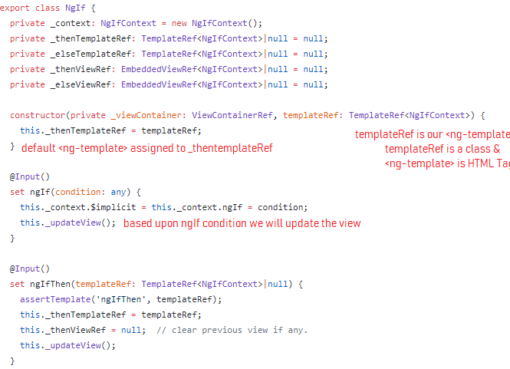 export class NgIf {
private _context: NgIfContext = new NgIfContext();
private _thenTemplateRef: TemplateRef<NgIfContext>|null = null;
private _elseTemplateRef: TemplateRef<NgIfContext>|null = null;
private _thenViewRef: EmbeddedViewRef<NgIfContext>|null = null;
private _elseViewRef: EmbeddedViewRef<NgIfContext>|null = null;
constructor(private _viewContainer: ViewContainerRef, templateRef: TemplateRef<NgIfContext>) {
this._thenTemplateRef = templateRef;
templateRef is our <ng-template
} default <ng-template> assigned to _thentemplateRef
templateRef is a class &
<ng-template> is HTML Tag
@Input()
set ngIf(condition: any) {
this._context.$implicit = this._context.ngIf = condition;
this._updateView(); based upon ngIf condition we will update the view
}
@Input()
set ngIfThen(templateRef: TemplateRef<NgIfContext>|null) {
assertTemplate('ngIfThen', templateRef);
this._thenTemplateRef = templateRef;
this._thenViewRef = null; // clear previous view if any.
this._updateView();
}